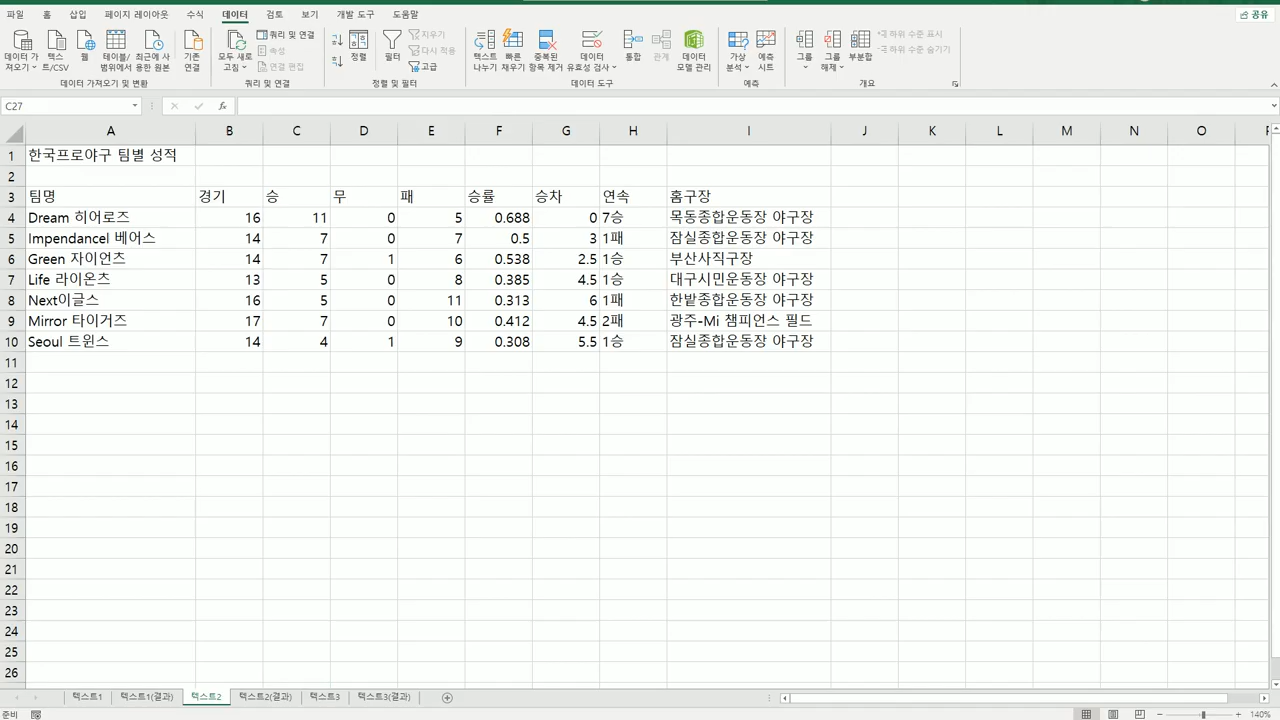 파일 홈 삽입 페이지 레이아웃 수식 데이터 검토 보기 개발 도구 도움말 공유
데이터 가져오기 텍스트/CSV 웹 테이블/범위에서 최근에 사용한 원본 기존 연결
모두 새로 고침 쿼리 및 연결 속성 연결 편집
정렬 필터 지우기 다시 적용 고급
텍스트 나누기 빠른 채우기 중복된 항목 제거 데이터 유효성 검사 통합 관계 데이터 모델 관리
가상 분석 예측 시트 그룹 그룹 해제 부분합 하위 수준 표시 하위 수준 숨기기
데이터 가져오기 및 변환 쿼리 및 연결 정렬 및 필터 데이터 도구 예측 개요
C27 fx
A B C D E F G H I J K L M N O
1 한국프로야구 팀별 성적
2
3 팀명 경기 승 무 패 승률 승차 연속 홈구장
4 Dream 히어로즈 16 11 0 5 0.688 0 7승 목동종합운동장 야구장
5 Impendancel 베어스 14 7 0 7 0.5 3 1패 잠실종합운동장 야구장
6 Green 자이언츠 14 7 1 6 0.538 2.5 1승 부산사직구장
7 Life 라이온츠 13 5 0 8 0.385 4.5 1승 대구시민운동장 야구장
8 Next이글스 16 5 0 11 0.313 6 1패 한밭종합운동장 야구장
9 Mirror 타이거즈 17 7 0 10 0.412 4.5 2패 광주-Mi 챔피언스 필드
10 Seoul 트윈스 14 4 1 9 0.308 5.5 1승 잠실종합운동장 야구장
11
12
13
14
15
16
17
18
19
20
21
22
23
24
25
26
텍스트1 텍스트1(결과) 텍스트2 텍스트2(결과) 텍스트3 텍스트3(결과)
준비 140%